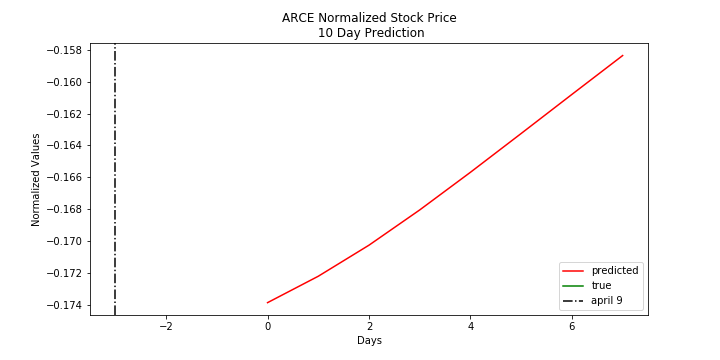 ARCE Normalized Stock Price
10 Day Prediction
Normalized Values
−0.158
−0.160
−0.162
−0.164
−0.166
−0.168
−0.170
−0.172
−0.174
predicted
true
april 9
−2
0
2
4
6
Days